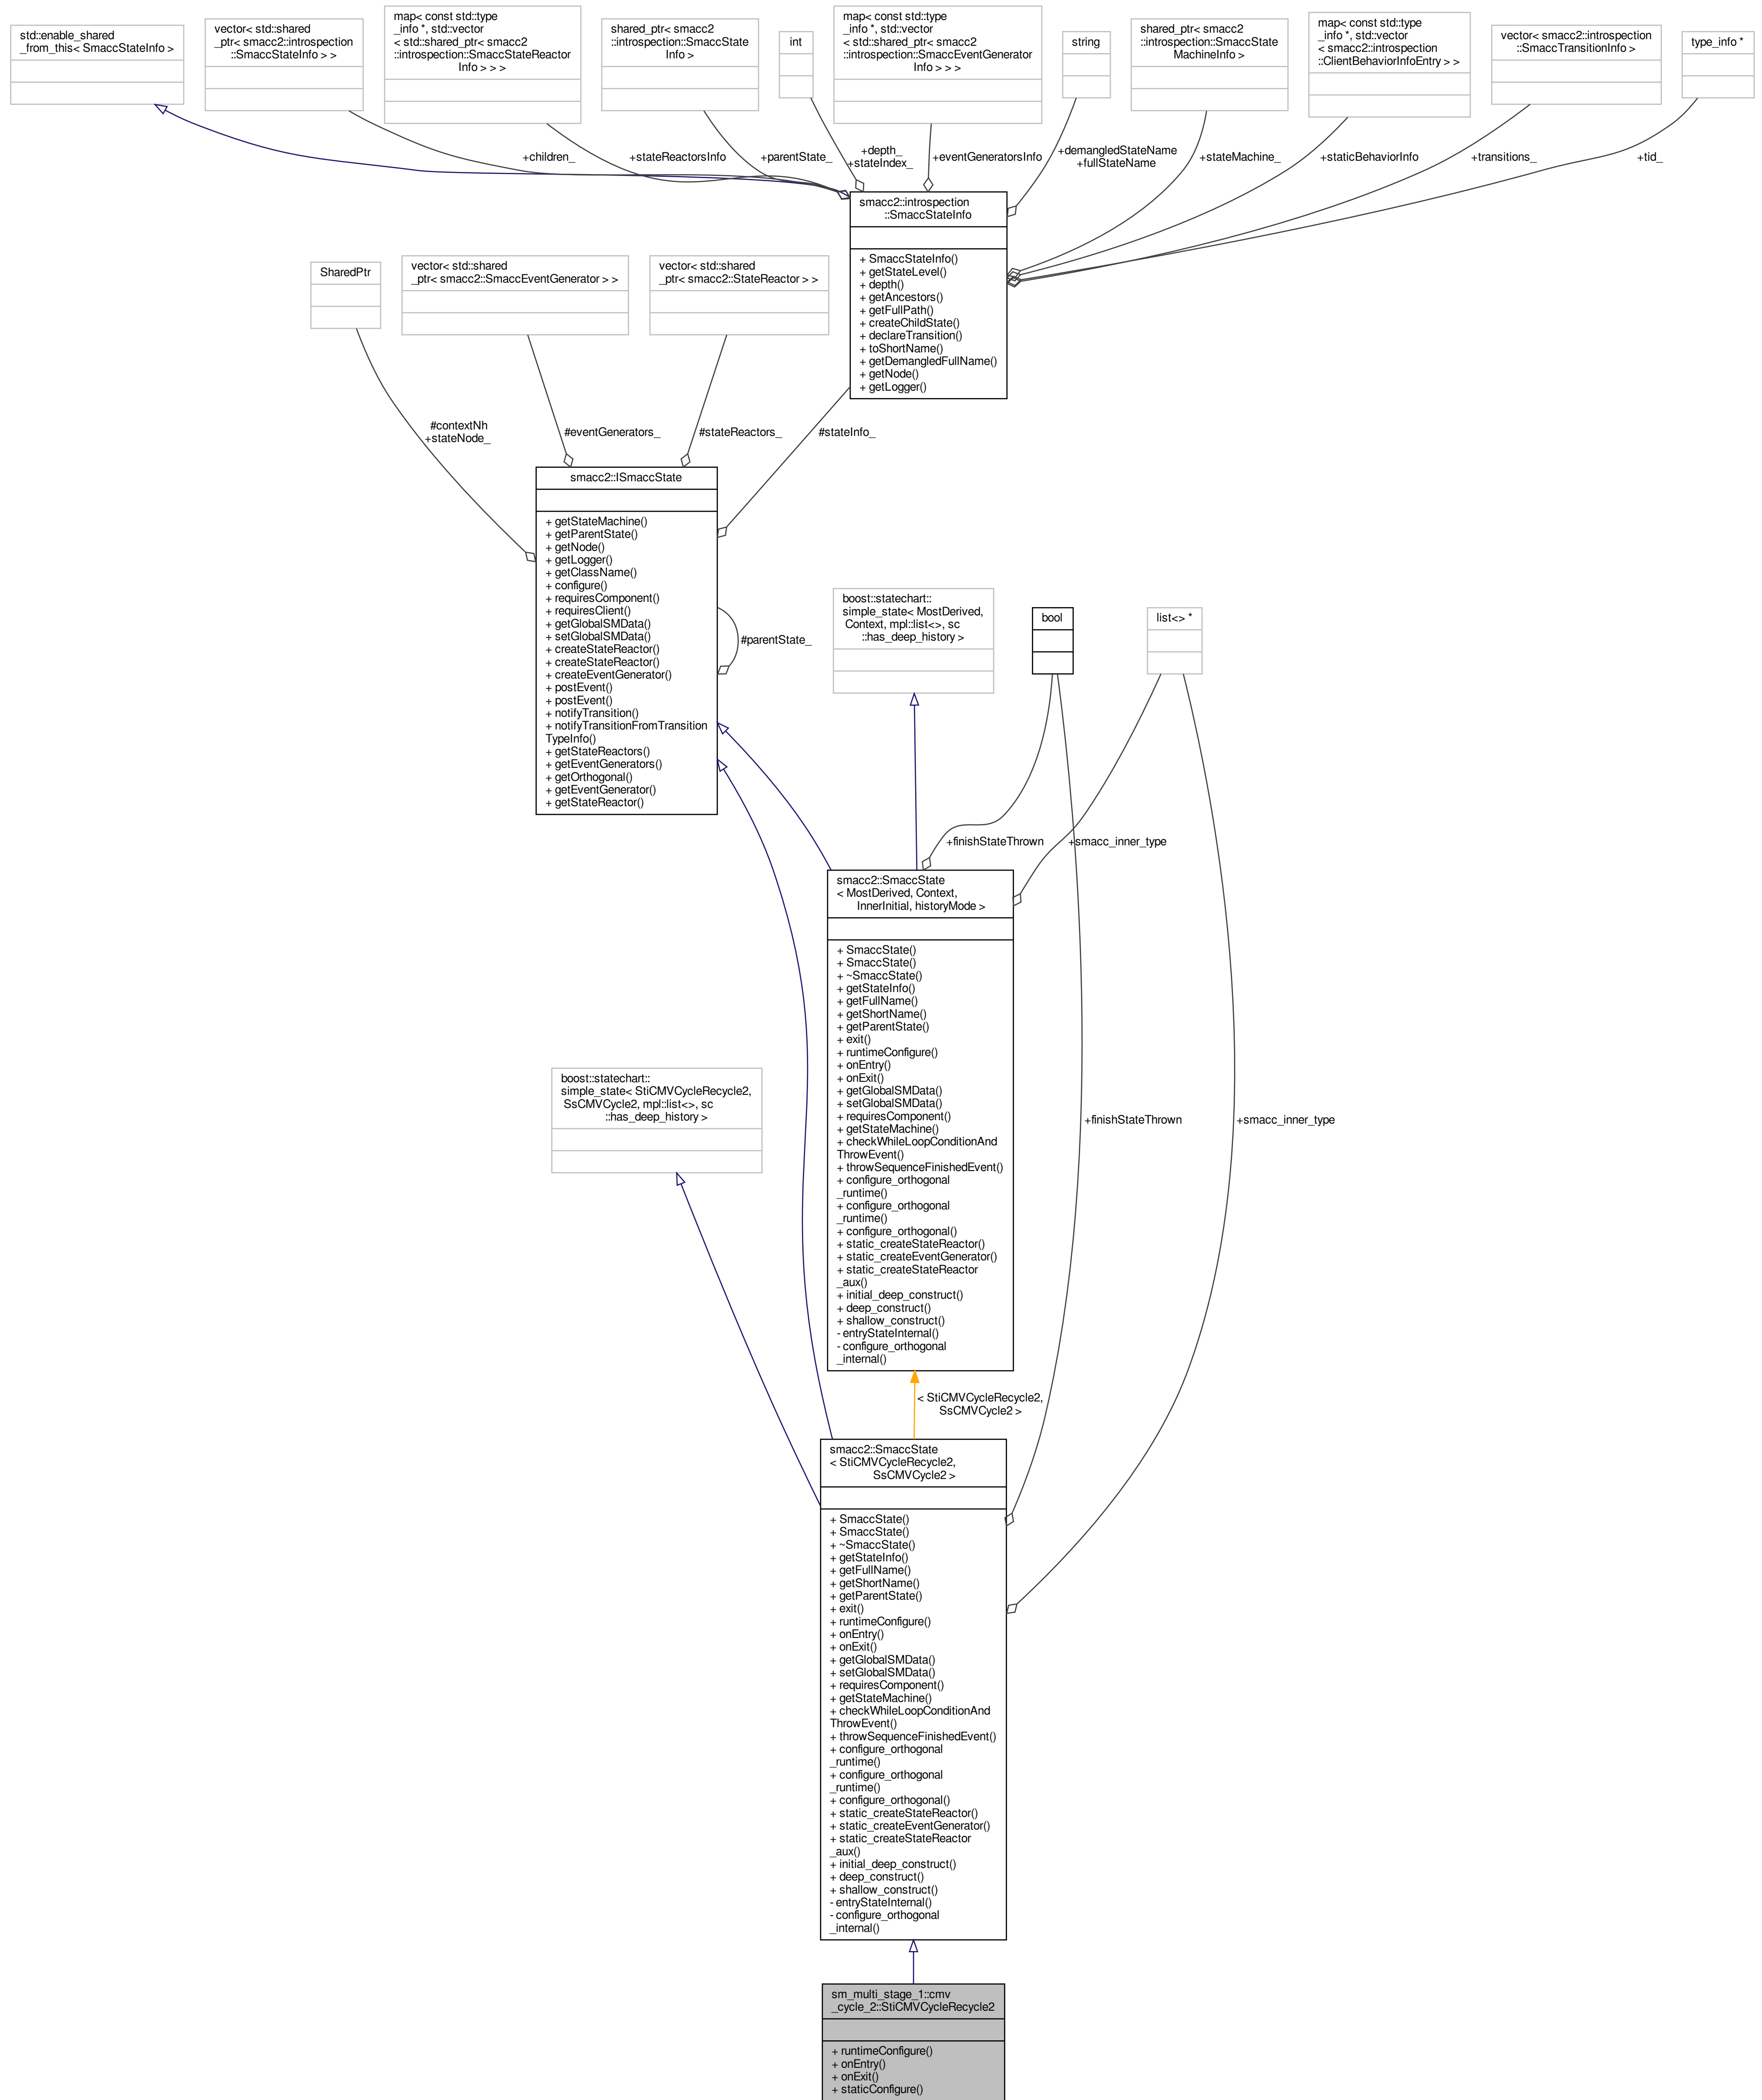 std::enable_shared
_from_this< SmaccStateInfo >
vector< std::shared
_ptr< smacc2::introspection
::SmaccStateInfo > >
map< const std::type
_info *, std::vector
< std::shared_ptr< smacc2
::introspection::SmaccStateReactor
Info > > >
shared_ptr< smacc2
::introspection::SmaccState
Info >
int
map< const std::type
_info *, std::vector
< std::shared_ptr< smacc2
::introspection::SmaccEventGenerator
Info > > >
string
shared_ptr< smacc2
::introspection::SmaccState
MachineInfo >
map< const std::type
_info *, std::vector
< smacc2::introspection
::ClientBehaviorInfoEntry > >
vector< smacc2::introspection
::SmaccTransitionInfo >
type_info *
+children_
+stateReactorsInfo
+parentState_
+depth_
+stateIndex_
+eventGeneratorsInfo
+demangledStateName
+fullStateName
+stateMachine_
+staticBehaviorInfo
+transitions_
+tid_
smacc2::introspection
::SmaccStateInfo
+ SmaccStateInfo()
+ getStateLevel()
+ depth()
+ getAncestors()
+ getFullPath()
+ createChildState()
+ declareTransition()
+ toShortName()
+ getDemangledFullName()
+ getNode()
+ getLogger()
SharedPtr
vector< std::shared
_ptr< smacc2::SmaccEventGenerator > >
vector< std::shared
_ptr< smacc2::StateReactor > >
#contextNh
+stateNode_
#eventGenerators_
#stateReactors_
#stateInfo_
smacc2::ISmaccState
+ getStateMachine()
+ getParentState()
+ getNode()
+ getLogger()
+ getClassName()
+ configure()
+ requiresComponent()
+ requiresClient()
+ getGlobalSMData()
+ setGlobalSMData()
+ createStateReactor()
+ createStateReactor()
+ createEventGenerator()
+ postEvent()
+ postEvent()
+ notifyTransition()
+ notifyTransitionFromTransition
TypeInfo()
+ getStateReactors()
+ getEventGenerators()
+ getOrthogonal()
+ getEventGenerator()
+ getStateReactor()
#parentState_
boost::statechart::
simple_state< MostDerived,
Context, mpl::list<>, sc
::has_deep_history >
bool
list<> *
+finishStateThrown
+smacc_inner_type
smacc2::SmaccState
< MostDerived, Context,
InnerInitial, historyMode >
+ SmaccState()
+ SmaccState()
+ ~SmaccState()
+ getStateInfo()
+ getFullName()
+ getShortName()
+ getParentState()
+ exit()
+ runtimeConfigure()
+ onEntry()
+ onExit()
+ getGlobalSMData()
+ setGlobalSMData()
+ requiresComponent()
+ getStateMachine()
+ checkWhileLoopConditionAnd
ThrowEvent()
+ throwSequenceFinishedEvent()
+ configure_orthogonal
_runtime()
+ configure_orthogonal
_runtime()
+ configure_orthogonal()
+ static_createStateReactor()
+ static_createEventGenerator()
+ static_createStateReactor
_aux()
+ initial_deep_construct()
+ deep_construct()
+ shallow_construct()
- entryStateInternal()
- configure_orthogonal
_internal()
boost::statechart::
simple_state< StiCMVCycleRecycle2,
SsCMVCycle2, mpl::list<>, sc
::has_deep_history >
+finishStateThrown
+smacc_inner_type
< StiCMVCycleRecycle2,
SsCMVCycle2 >
smacc2::SmaccState
< StiCMVCycleRecycle2,
SsCMVCycle2 >
+ SmaccState()
+ SmaccState()
+ ~SmaccState()
+ getStateInfo()
+ getFullName()
+ getShortName()
+ getParentState()
+ exit()
+ runtimeConfigure()
+ onEntry()
+ onExit()
+ getGlobalSMData()
+ setGlobalSMData()
+ requiresComponent()
+ getStateMachine()
+ checkWhileLoopConditionAnd
ThrowEvent()
+ throwSequenceFinishedEvent()
+ configure_orthogonal
_runtime()
+ configure_orthogonal
_runtime()
+ configure_orthogonal()
+ static_createStateReactor()
+ static_createEventGenerator()
+ static_createStateReactor
_aux()
+ initial_deep_construct()
+ deep_construct()
+ shallow_construct()
- entryStateInternal()
- configure_orthogonal
_internal()
sm_multi_stage_1::cmv
_cycle_2::StiCMVCycleRecycle2
+ runtimeConfigure()
+ onEntry()
+ onExit()
+ staticConfigure()